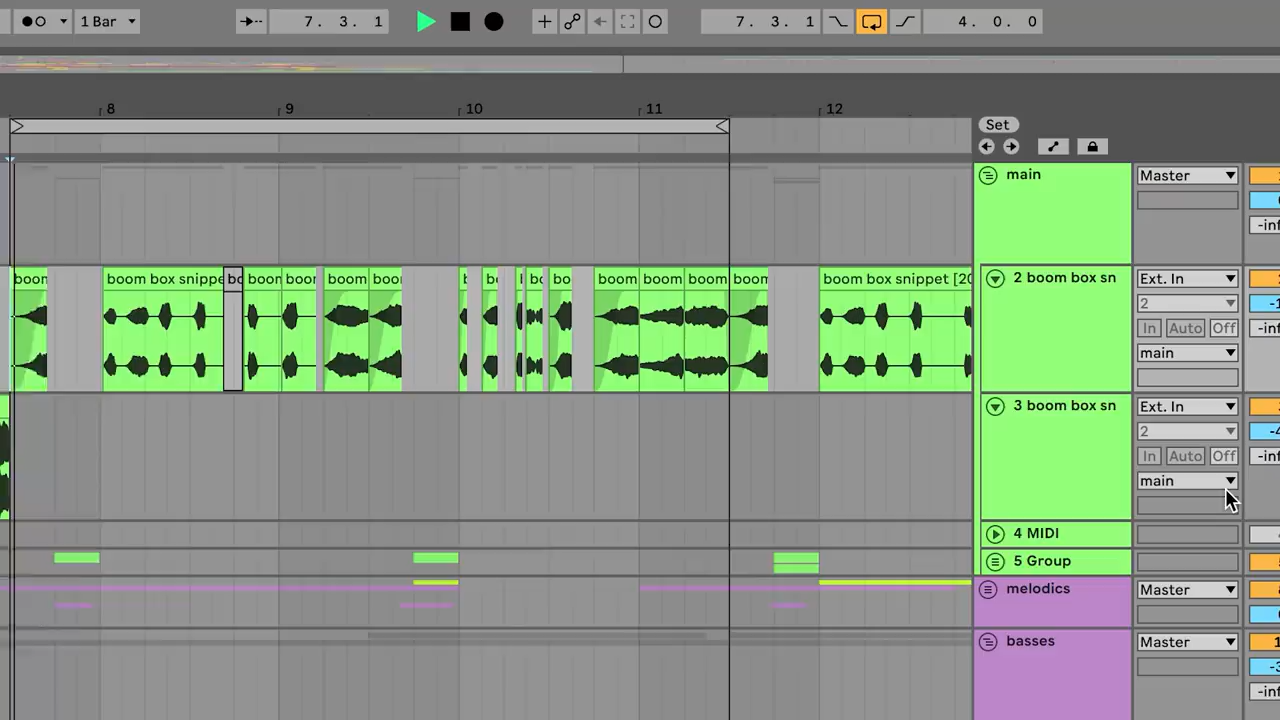 1 Bar 7. 3. 1 7. 3. 1 4. 0. 0
8 9 10 11 12
Set
main Master
-inf
boom boom box snippe boom boom boom boom boom boom boom boom boom box snippet [20 2 boom box sn Ext. In
2
In Auto Off -inf
main
3 boom box sn Ext. In
2 -4
In Auto Off -inf
main
4 MIDI
5 Group
melodics Master
basses Master
-inf